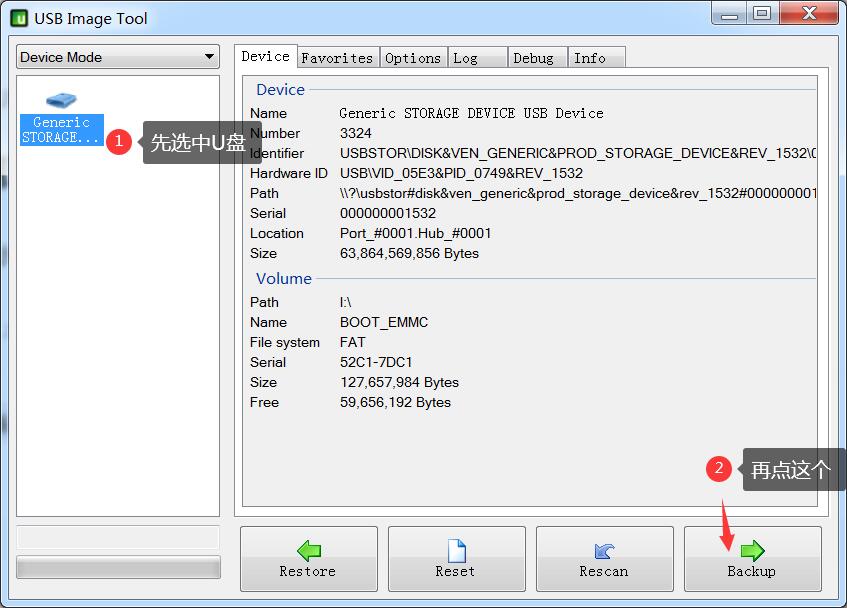 USB Image Tool
Device Mode
Device Favorites Options Log Debug Info
Generic
STORAGE...
1 先选中U盘
Device
Name Generic STORAGE DEVICE USB Device
Number 3324
Identifier USBSTOR\DISK&VEN_GENERIC&PROD_STORAGE_DEVICE&REV_1532\0
Hardware ID USB\VID_05E3&PID_0749&REV_1532
Path \\?\usbstor#disk&ven_generic&prod_storage_device&rev_1532#000000001
Serial 000000001532
Location Port_#0001.Hub_#0001
Size 63,864,569,856 Bytes
Volume
Path I:\
Name BOOT_EMMC
File system FAT
Serial 52C1-7DC1
Size 127,657,984 Bytes
Free 59,656,192 Bytes
2 再点这个
Restore Reset Rescan Backup